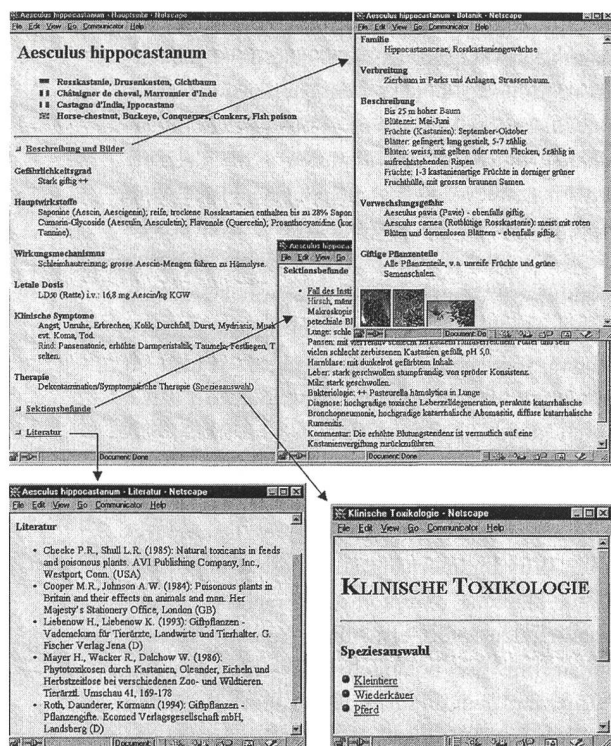 Aesculus hippocastanum - Hauptseite - Netscape
File Edit View Go Communicator Help
Aesculus hippocastanum
Rosskastanie, Drusenkesten, Gichtbaum
Châtaigner de cheval, Marronnier d'Inde
Castagno d'India, Ippocastano
Horse-chestnut, Buckeye, Conquerors, Conkers, Fish poison
Beschreibung und Bilder
Gefährlichkeitsgrad
Stark giftig ++
Hauptwirkstoffe
Saponine (Aescin, Aescigenin); reife, trockene Rosskastanien enthalten bis zu 28% Sapon
Cumarin-Glycoside (Aesculin, Aesculetin); Flavonole (Quercetin); Proanthocyanidine (kor
Tannine).
Wirkungsmechanismus
Schleimhautreizung, grosse Aescin-Mengen führen zu Hämolyse.
Letale Dosis
LD50 (Ratte) i.v.: 16,8 mg Aescin/kg KGW
Klinische Symptome
Angst, Unruhe, Erbrechen, Kolik, Durchfall, Durst, Mydriasis, Musk
evt. Koma, Tod.
Rind: Pansenatonie, erhöhte Darmperistaltik, Taumeln, Festliegen, T
selten.
Therapie
Dekontamination/Symptomatische Therapie (Speziesauswahl)
Sektionsbefunde
Literatur
Document: Done
Aesculus hippocastanum - Botanik - Netscape
File Edit View Go Communicator Help
Familie
Hippocastanaceae, Rosskastaniengewächse
Verbreitung
Zierbaum in Parks und Anlagen, Strassenbaum.
Beschreibung
Bis 25 m hoher Baum
Blütezeit: Mai-Juni
Früchte (Kastanien): September-Oktober
Blätter: gefingert, lang gestielt, 5-7 zählig
Blüten: weiss, mit gelben oder roten Flecken, 5zählig in
aufrechtstehenden Rispen
Früchte: 1-3 kastanienartige Früchte in dorniger grüner
Fruchthülle, mit grossen braunen Samen.
Verwechslungsgefahr
Aesculus pavia (Pavie) - ebenfalls giftig.
Aesculus carnea (Rotblütige Rosskastanie): meist mit roten
Blüten und dornenlosen Blättern - ebenfalls giftig.
Giftige Pflanzenteile
Alle Pflanzenteile, v.a. unreife Früchte und grüne
Samenschalen.
Document: Do
Aesculus hippocastanu
File Edit View Go
Sektionsbefunde
Fall des Insti
Hirsch, männ
Makroskopis
petechiale Bl
Lunge: schle
Pansen: mit
vielen schlecht zerbissenen Kastanien gefüllt, pH 5,0.
Harnblase: mit dunkelrot gefärbtem Inhalt.
Leber: stark geschwollen stumpfrandig, von spröder Konsistenz.
Milz: stark geschwollen.
Bakteriologie: ++ Pasteurella hämolytica in Lunge
Diagnose: hochgradige toxische Leberzelldegeneration, perakute katarrhalische
Bronchopneumonie, hochgradige katarrhalische Abomasitis, diffuse katarrhalische
Rumenitis.
Kommentar: Die erhöhte Blutungstendenz ist vermutlich auf eine
Kastanienvergiftung zurückzuführen.
Document: Done
Aesculus hippocastanum - Literatur - Netscape
File Edit View Go Communicator Help
Literatur
Cheeke P.R., Shull L.R. (1985): Natural toxicants in feeds
and poisonous plants. AVI Publishing Company, Inc.,
Westport, Conn. (USA)
Cooper M.R., Johnson A.W. (1984): Poisonous plants in
Britain and their effects on animals and man. Her
Majesty's Stationery Office, London (GB)
Liebenow H., Liebenow K. (1993): Giftpflanzen -
Vademekum für Tierärzte, Landwirte und Tierhalter. G.
Fischer Verlag Jena (D)
Mayer H., Wacker R., Dalchow W. (1986):
Phytotoxikosen durch Kastanien, Oleander, Eicheln und
Herbstzeitlose bei verschiedenen Zoo- und Wildtieren.
Tierärztl. Umschau 41, 169-178
Roth, Daunderer, Kormann (1994): Giftpflanzen -
Pflanzengifte. Ecomed Verlagsgesellschaft mbH,
Landsberg (D)
Document: Done
Klinische Toxikologie - Netscape
File Edit View Go Communicator Help
KLINISCHE TOXIKOLOGIE
Speziesauswahl
Kleintiere
Wiederkäuer
Pferd